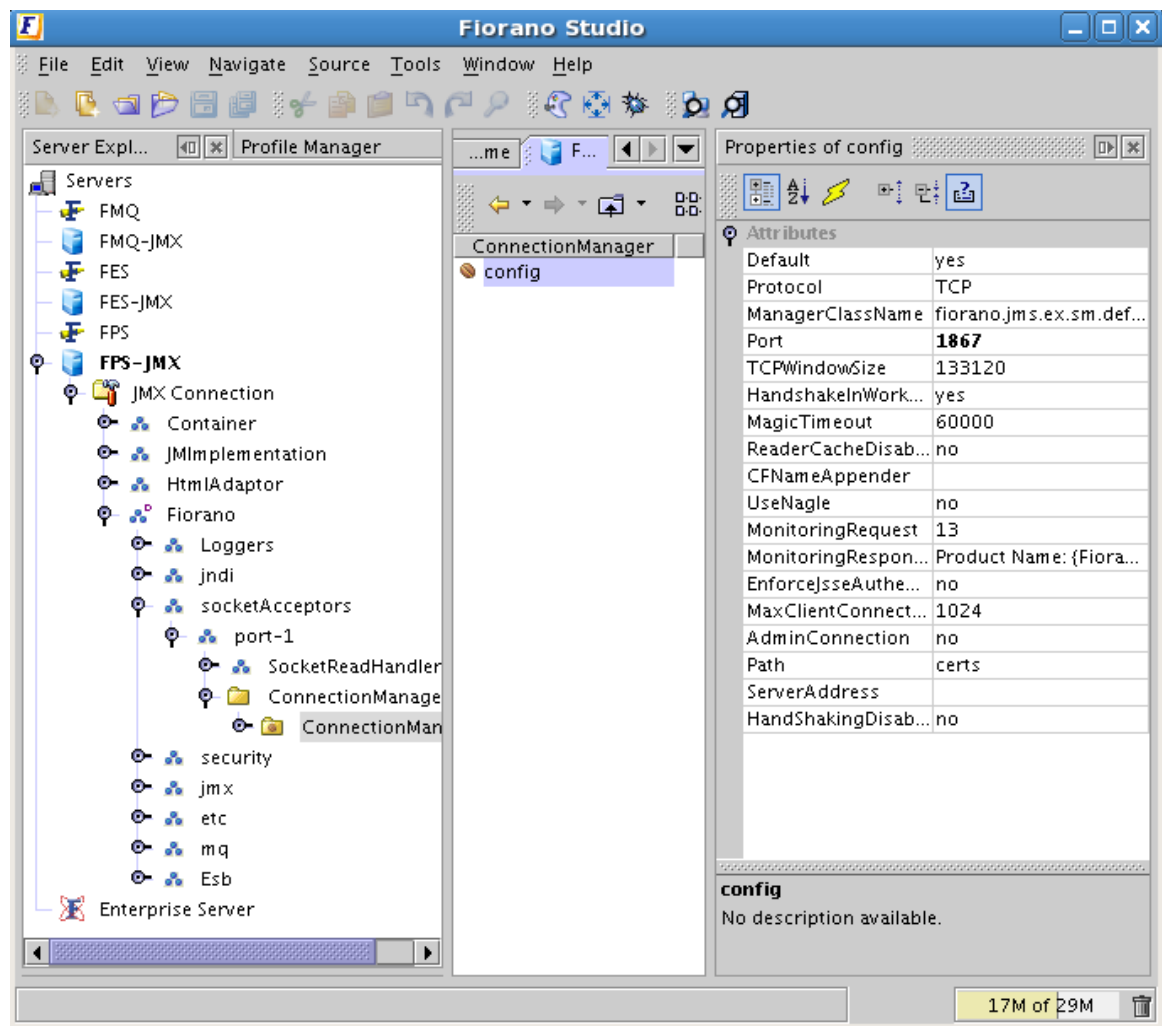 Fiorano Studio
File Edit View Navigate Source Tools Window Help
Server Expl... Profile Manager
Servers
FMQ
FMQ-JMX
FES
FES-JMX
FPS
FPS-JMX
JMX Connection
Container
JMImplementation
HtmlAdaptor
Fiorano
Loggers
jndi
socketAcceptors
port-1
SocketReadHandler
ConnectionManage
ConnectionMan
security
jmx
etc
mq
Esb
Enterprise Server
...me F...
ConnectionManager
config
Properties of config
Attributes
Default yes
Protocol TCP
ManagerClassName fiorano.jms.ex.sm.def...
Port 1867
TCPWindowSize 133120
HandshakeInWork... yes
MagicTimeout 60000
ReaderCacheDisab... no
CFNameAppender
UseNagle no
MonitoringRequest 13
MonitoringRespon... Product Name: {Fiora...
EnforceJsseAuthe... no
MaxClientConnect... 1024
AdminConnection no
Path certs
ServerAddress
HandShakingDisab... no
config
No description available.
17M of 29M